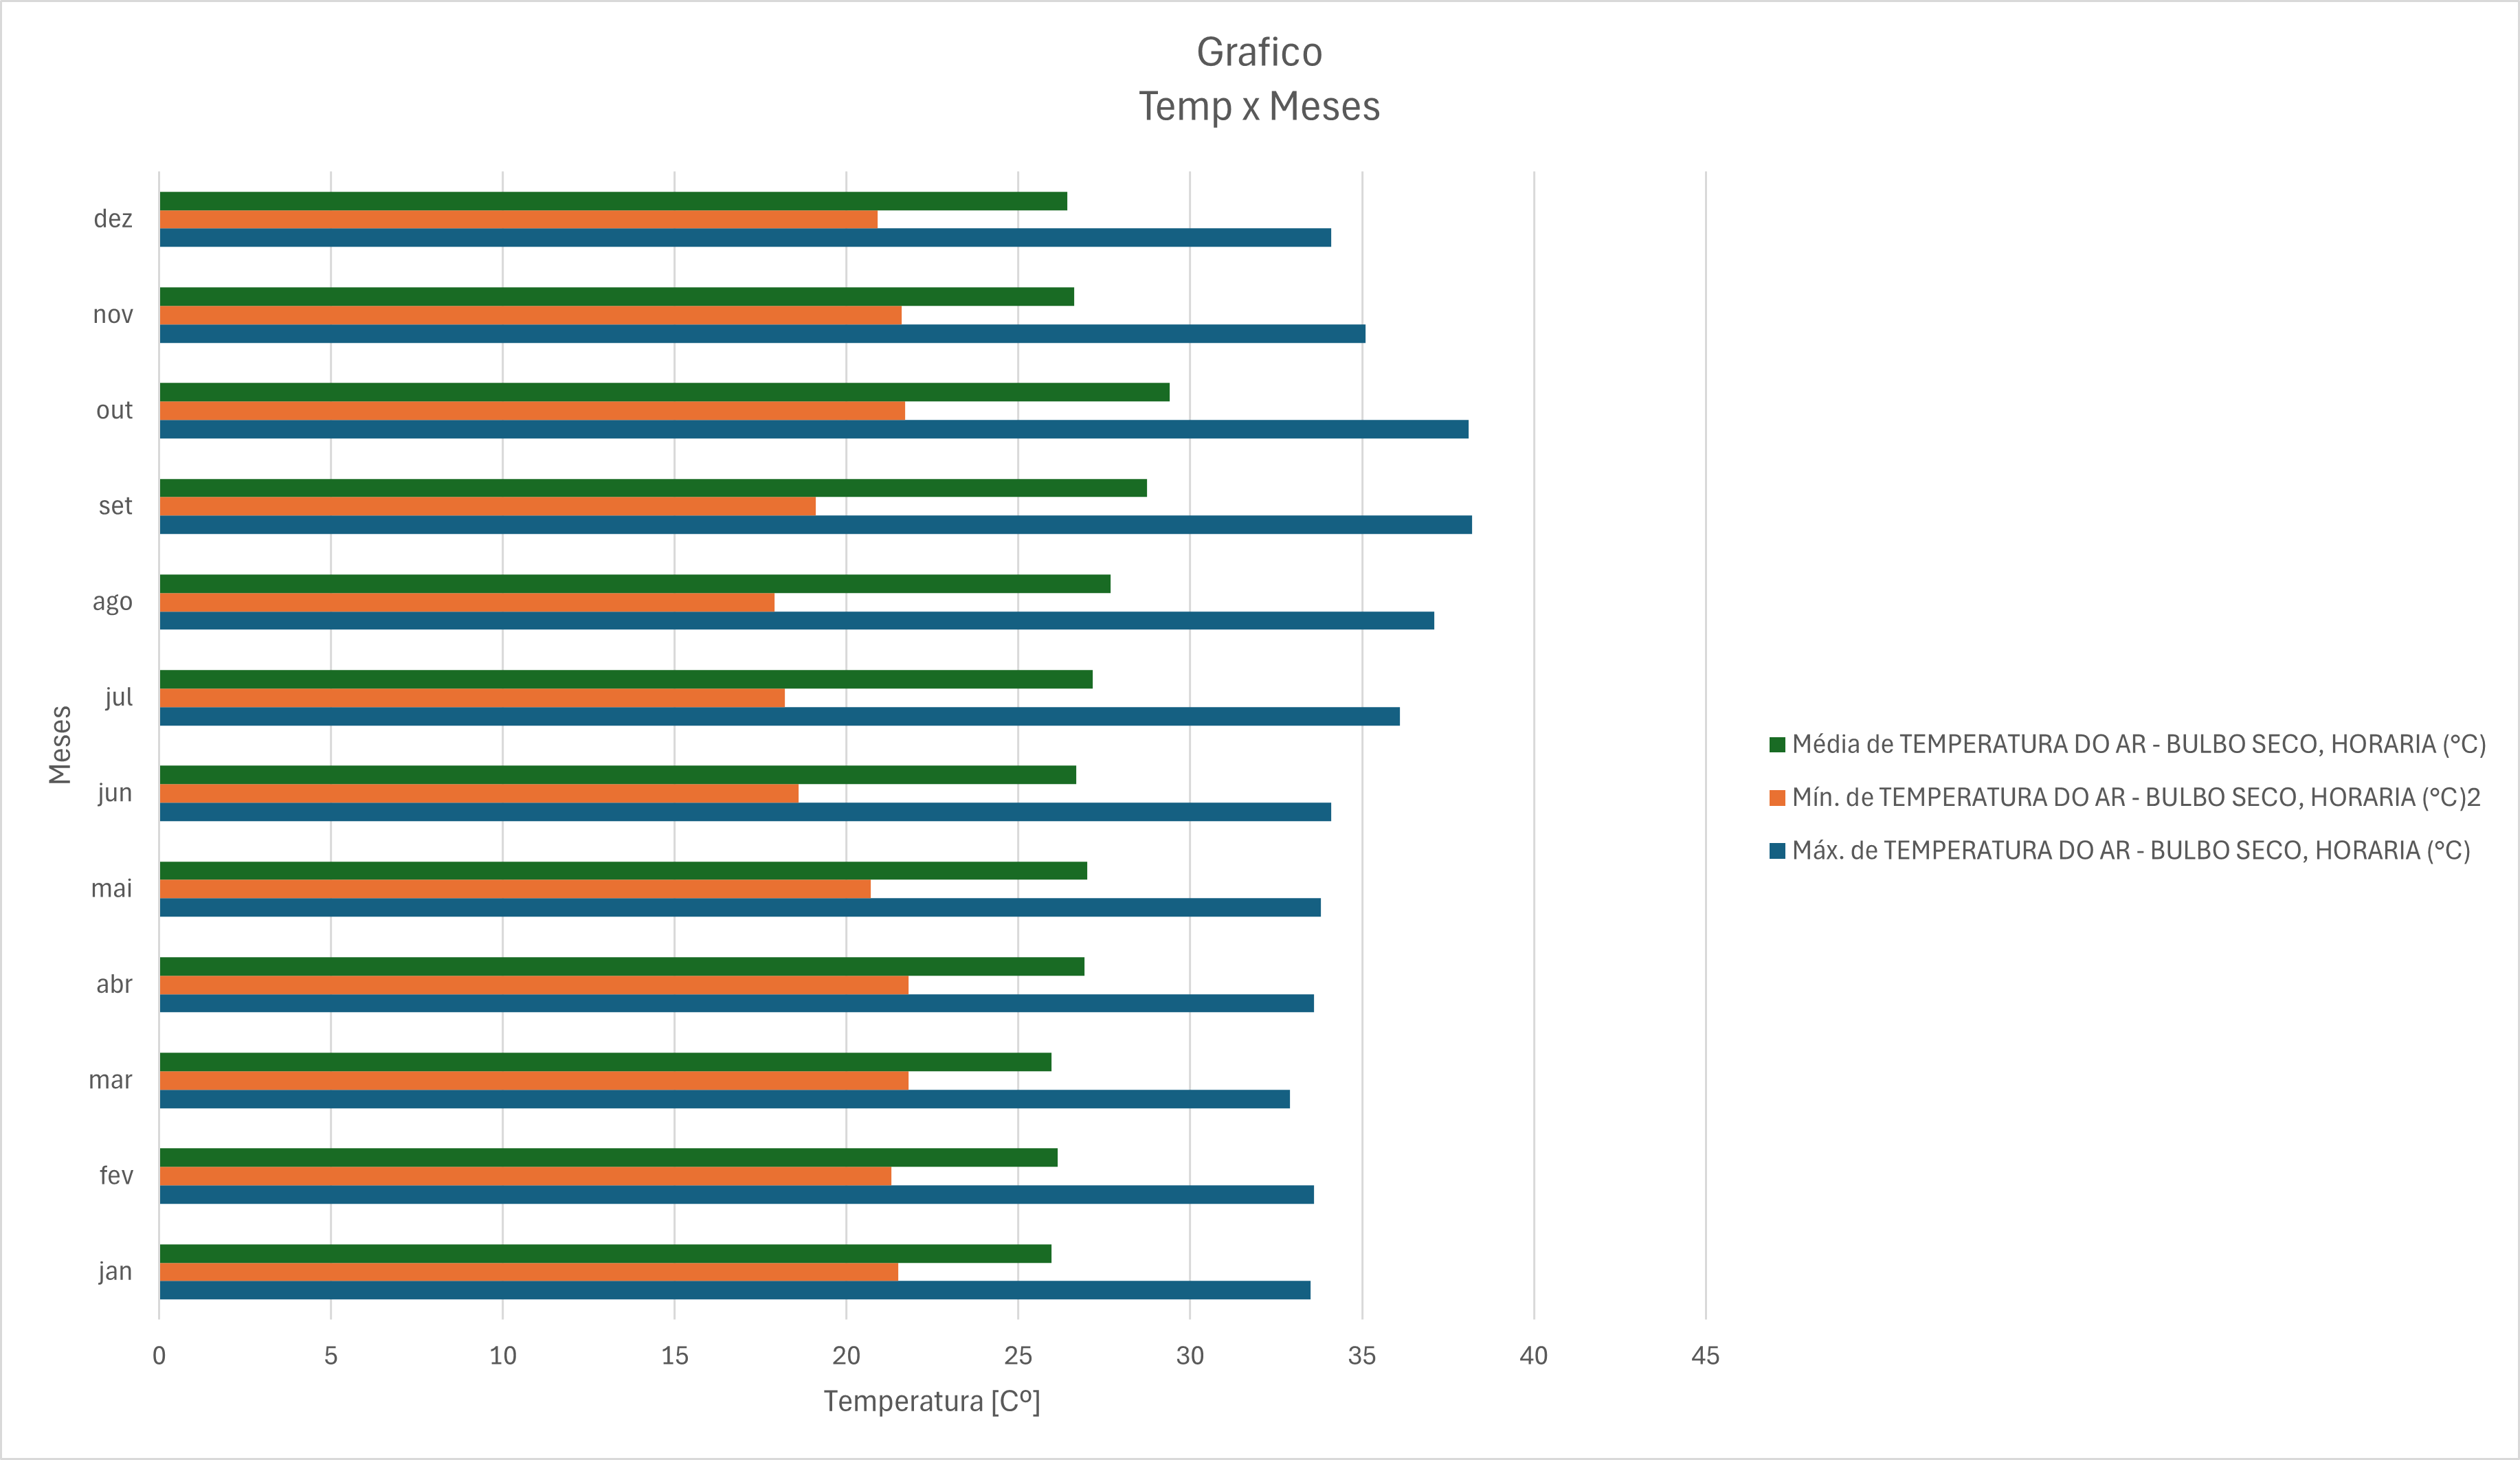 Grafico
Temp x Meses
dez
nov
out
set
ago
jul
jun
mai
abr
mar
fev
jan
Meses
0 5 10 15 20 25 30 35 40 45
Temperatura [Cº]
Média de TEMPERATURA DO AR - BULBO SECO, HORARIA (°C)
Mín. de TEMPERATURA DO AR - BULBO SECO, HORARIA (°C)2
Máx. de TEMPERATURA DO AR - BULBO SECO, HORARIA (°C)